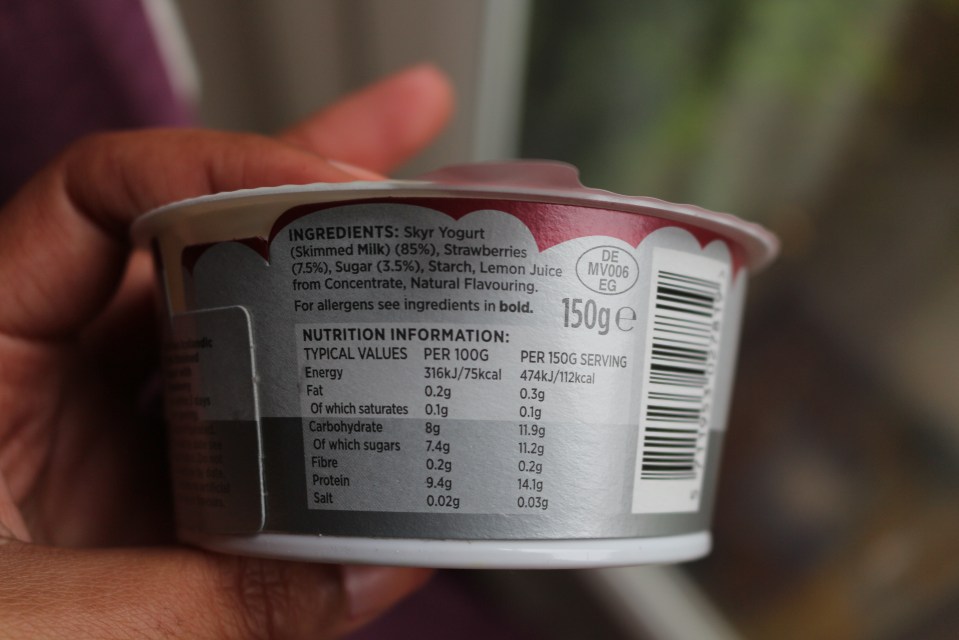 INGREDIENTS: Skyr Yogurt
(Skimmed Milk) (85%), Strawberries
(7.5%), Sugar (3.5%), Starch, Lemon Juice
from Concentrate, Natural Flavouring.
For allergens see ingredients in bold.
DE
MV006
EG
150g e
NUTRITION INFORMATION:
TYPICAL VALUES PER 100G PER 150G SERVING
Energy 316kJ/75kcal 474kJ/112kcal
Fat 0.2g 0.3g
Of which saturates 0.1g 0.1g
Carbohydrate 8g 11.9g
Of which sugars 7.4g 11.2g
Fibre 0.2g 0.2g
Protein 9.4g 14.1g
Salt 0.02g 0.03g